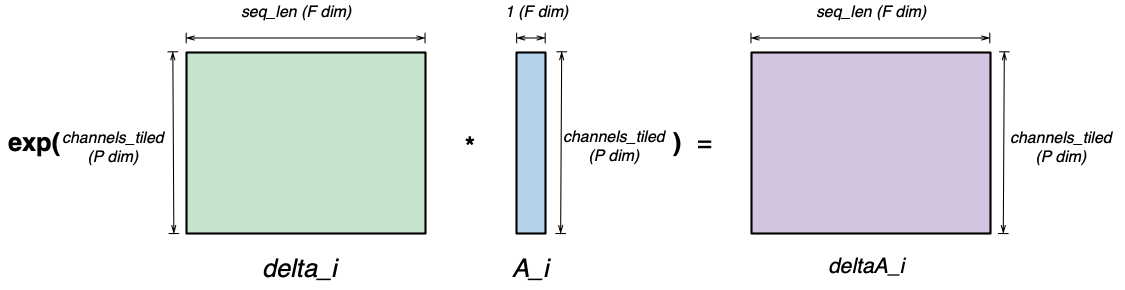 seq_len (F dim)
1 (F dim)
seq_len (F dim)
exp(
channels_tiled
(P dim)
*
channels_tiled
(P dim)
) =
channels_tiled
(P dim)
delta_i
A_i
deltaA_i